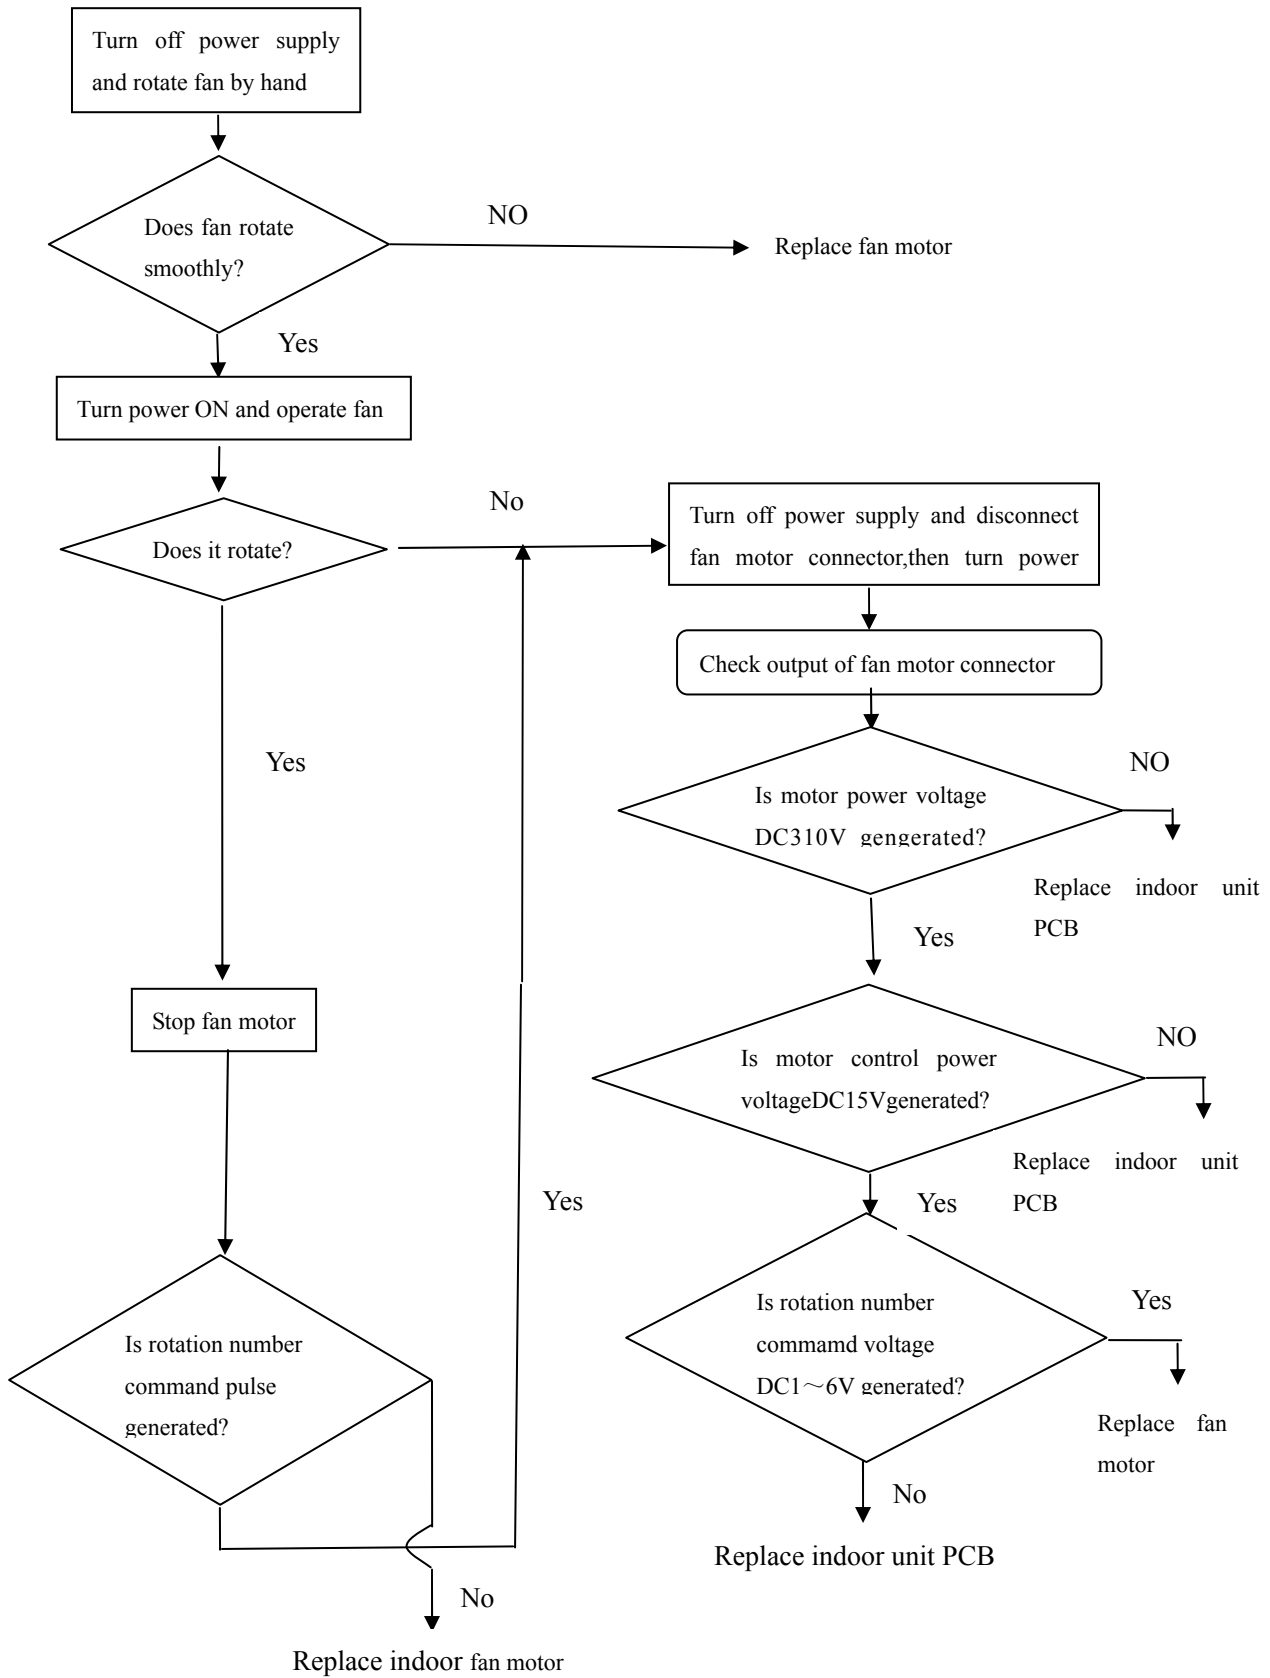 Turn off power supply
and rotate fan by hand
Does fan rotate
smoothly?
NO
Replace fan motor
Yes
Turn power ON and operate fan
Does it rotate?
No
Turn off power supply and disconnect
fan motor connector,then turn power
Check output of fan motor connector
Is motor power voltage
DC310V gengerated?
NO
Replace indoor unit
PCB
Yes
Yes
Stop fan motor
Is motor control power
voltageDC15Vgenerated?
NO
Replace indoor unit
PCB
Yes
Yes
Is rotation number
command pulse
generated?
Is rotation number
commamd voltage
DC1～6V generated?
Yes
Replace fan
motor
No
Replace indoor unit PCB
No
Replace indoor fan motor